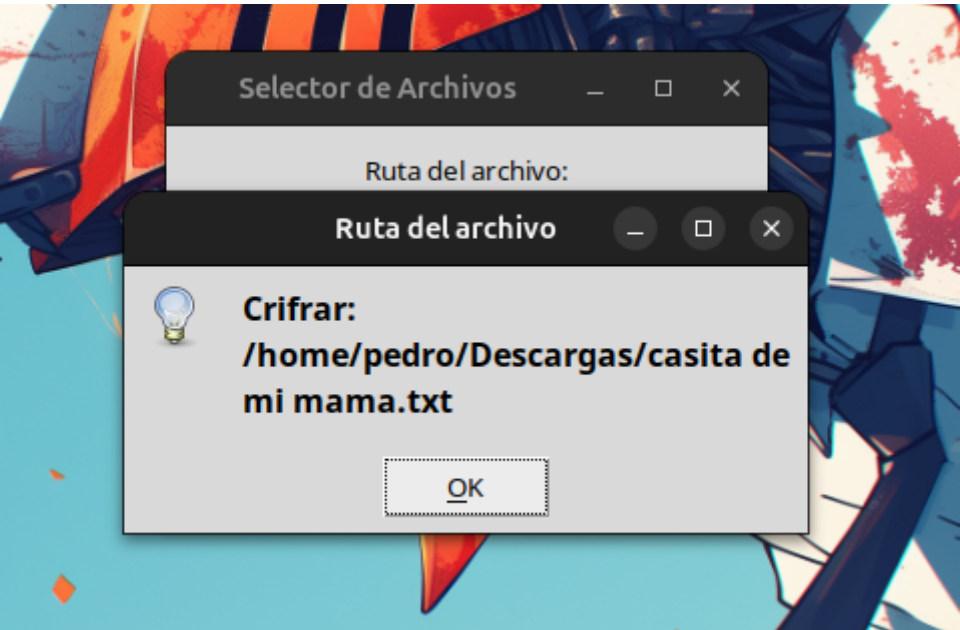 Selector de Archivos
Ruta del archivo:
Ruta del archivo
Crifrar:
/home/pedro/Descargas/casita de
mi mama.txt
OK